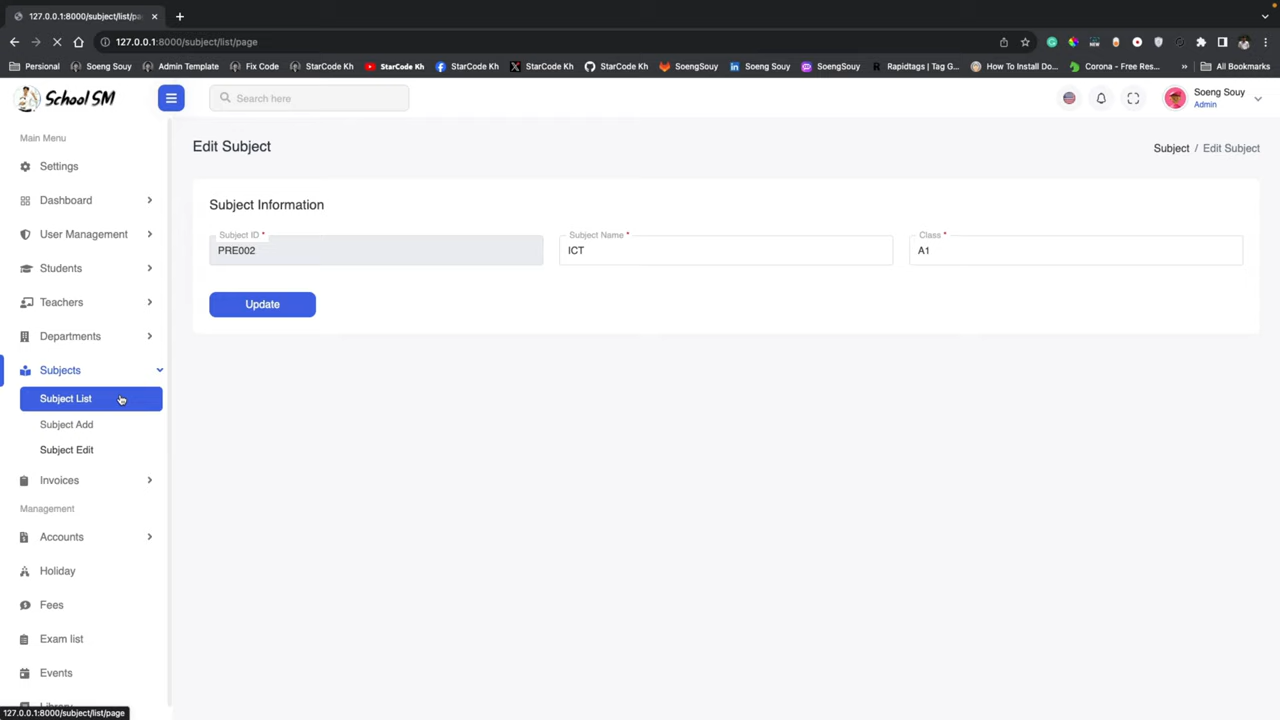 127.0.0.1:8000/subject/list/pa
127.0.0.1:8000/subject/list/page
Personal Soeng Souy Admin Template Fix Code StarCode Kh StarCode Kh StarCode Kh StarCode Kh StarCode Kh SoengSouy Soeng Souy SoengSouy Rapidtags | Tag G... How To Install Do... Corona - Free Res... » All Bookmarks
School SM
Search here
Soeng Souy
Admin
Main Menu
Settings
Dashboard
User Management
Students
Teachers
Departments
Subjects
Subject List
Subject Add
Subject Edit
Invoices
Management
Accounts
Holiday
Fees
Exam list
Events
127.0.0.1:8000/subject/list/page
Edit Subject
Subject / Edit Subject
Subject Information
Subject ID * Subject Name * Class *
PRE002 ICT A1
Update